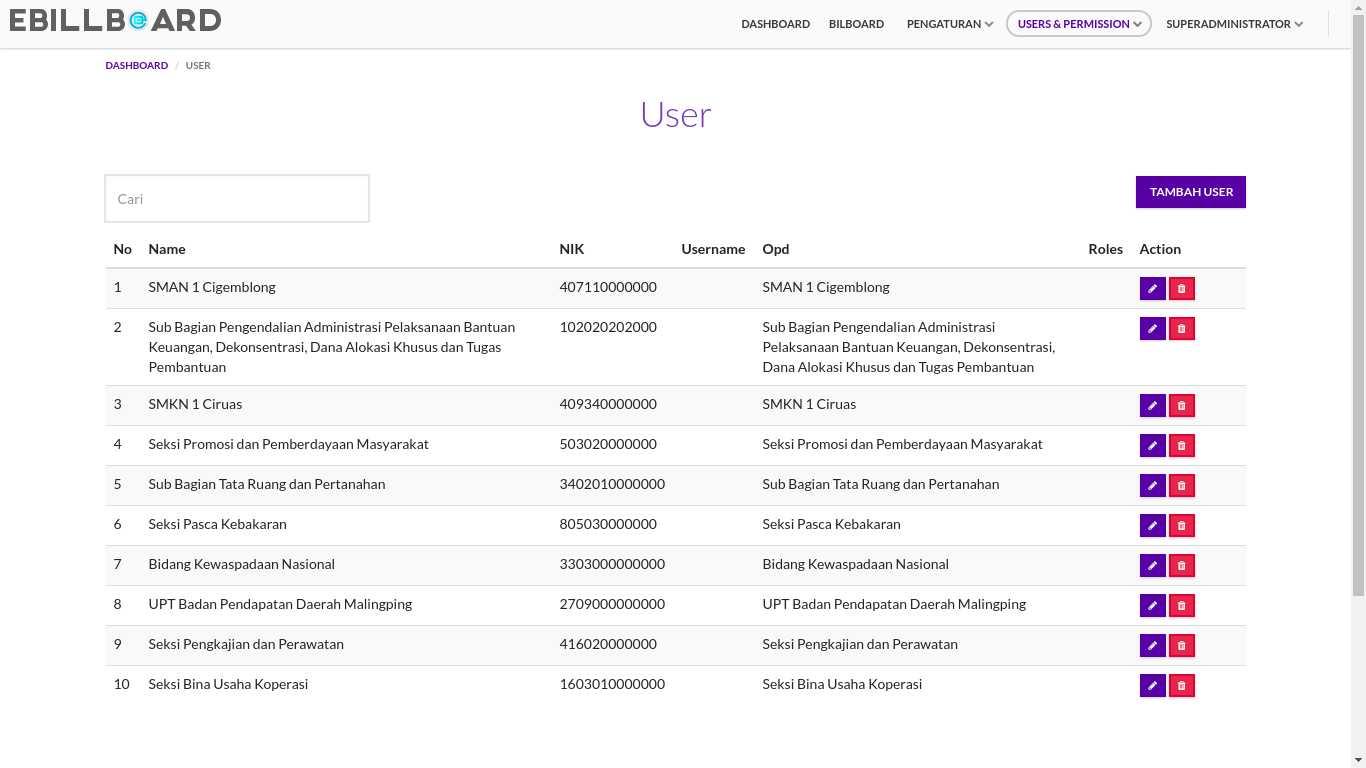 EBILLBOARD
DASHBOARD BILBOARD PENGATURAN USERS & PERMISSION SUPERADMINISTRATOR
DASHBOARD / USER
User
Cari
TAMBAH USER
No Name NIK Username Opd Roles Action
1 SMAN 1 Cigemblong 407110000000 SMAN 1 Cigemblong
2 Sub Bagian Pengendalian Administrasi Pelaksanaan Bantuan 102020202000 Sub Bagian Pengendalian Administrasi
Keuangan, Dekonsentrasi, Dana Alokasi Khusus dan Tugas Pelaksanaan Bantuan Keuangan, Dekonsentrasi,
Pembantuan Dana Alokasi Khusus dan Tugas Pembantuan
3 SMKN 1 Ciruas 409340000000 SMKN 1 Ciruas
4 Seksi Promosi dan Pemberdayaan Masyarakat 503020000000 Seksi Promosi dan Pemberdayaan Masyarakat
5 Sub Bagian Tata Ruang dan Pertanahan 3402010000000 Sub Bagian Tata Ruang dan Pertanahan
6 Seksi Pasca Kebakaran 805030000000 Seksi Pasca Kebakaran
7 Bidang Kewaspadaan Nasional 3303000000000 Bidang Kewaspadaan Nasional
8 UPT Badan Pendapatan Daerah Malingping 2709000000000 UPT Badan Pendapatan Daerah Malingping
9 Seksi Pengkajian dan Perawatan 416020000000 Seksi Pengkajian dan Perawatan
10 Seksi Bina Usaha Koperasi 1603010000000 Seksi Bina Usaha Koperasi